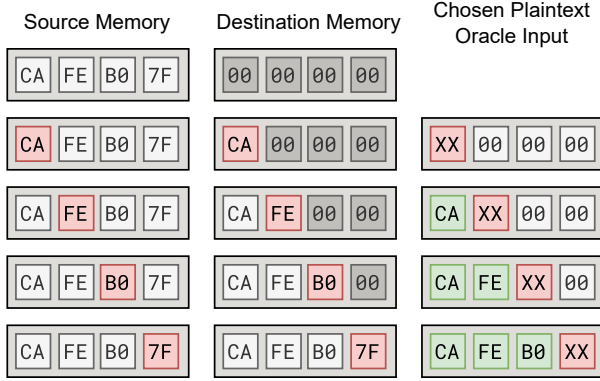 Source Memory Destination Memory Chosen Plaintext
Oracle Input
CA FE B0 7F 00 00 00 00
CA FE B0 7F CA 00 00 00 XX 00 00 00
CA FE B0 7F CA FE 00 00 CA XX 00 00
CA FE B0 7F CA FE B0 00 CA FE XX 00
CA FE B0 7F CA FE B0 7F CA FE B0 XX